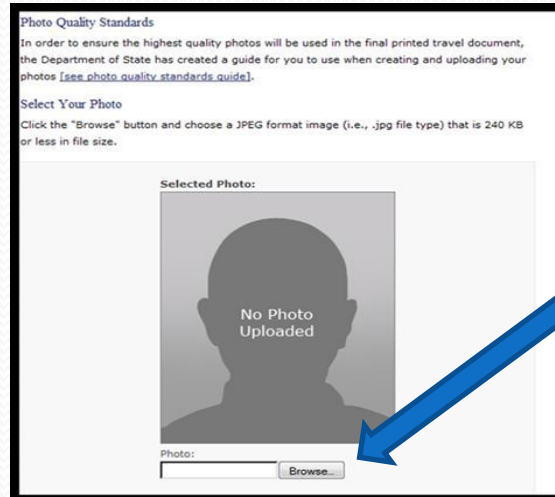 Photo Quality Standards
In order to ensure the highest quality photos will be used in the final printed travel document,
the Department of State has created a guide for you to use when creating and uploading your
photos [see photo quality standards guide].
Select Your Photo
Click the "Browse" button and choose a JPEG format image (i.e., .jpg file type) that is 240 KB
or less in file size.
Selected Photo:
No Photo
Uploaded
Photo:
Browse...